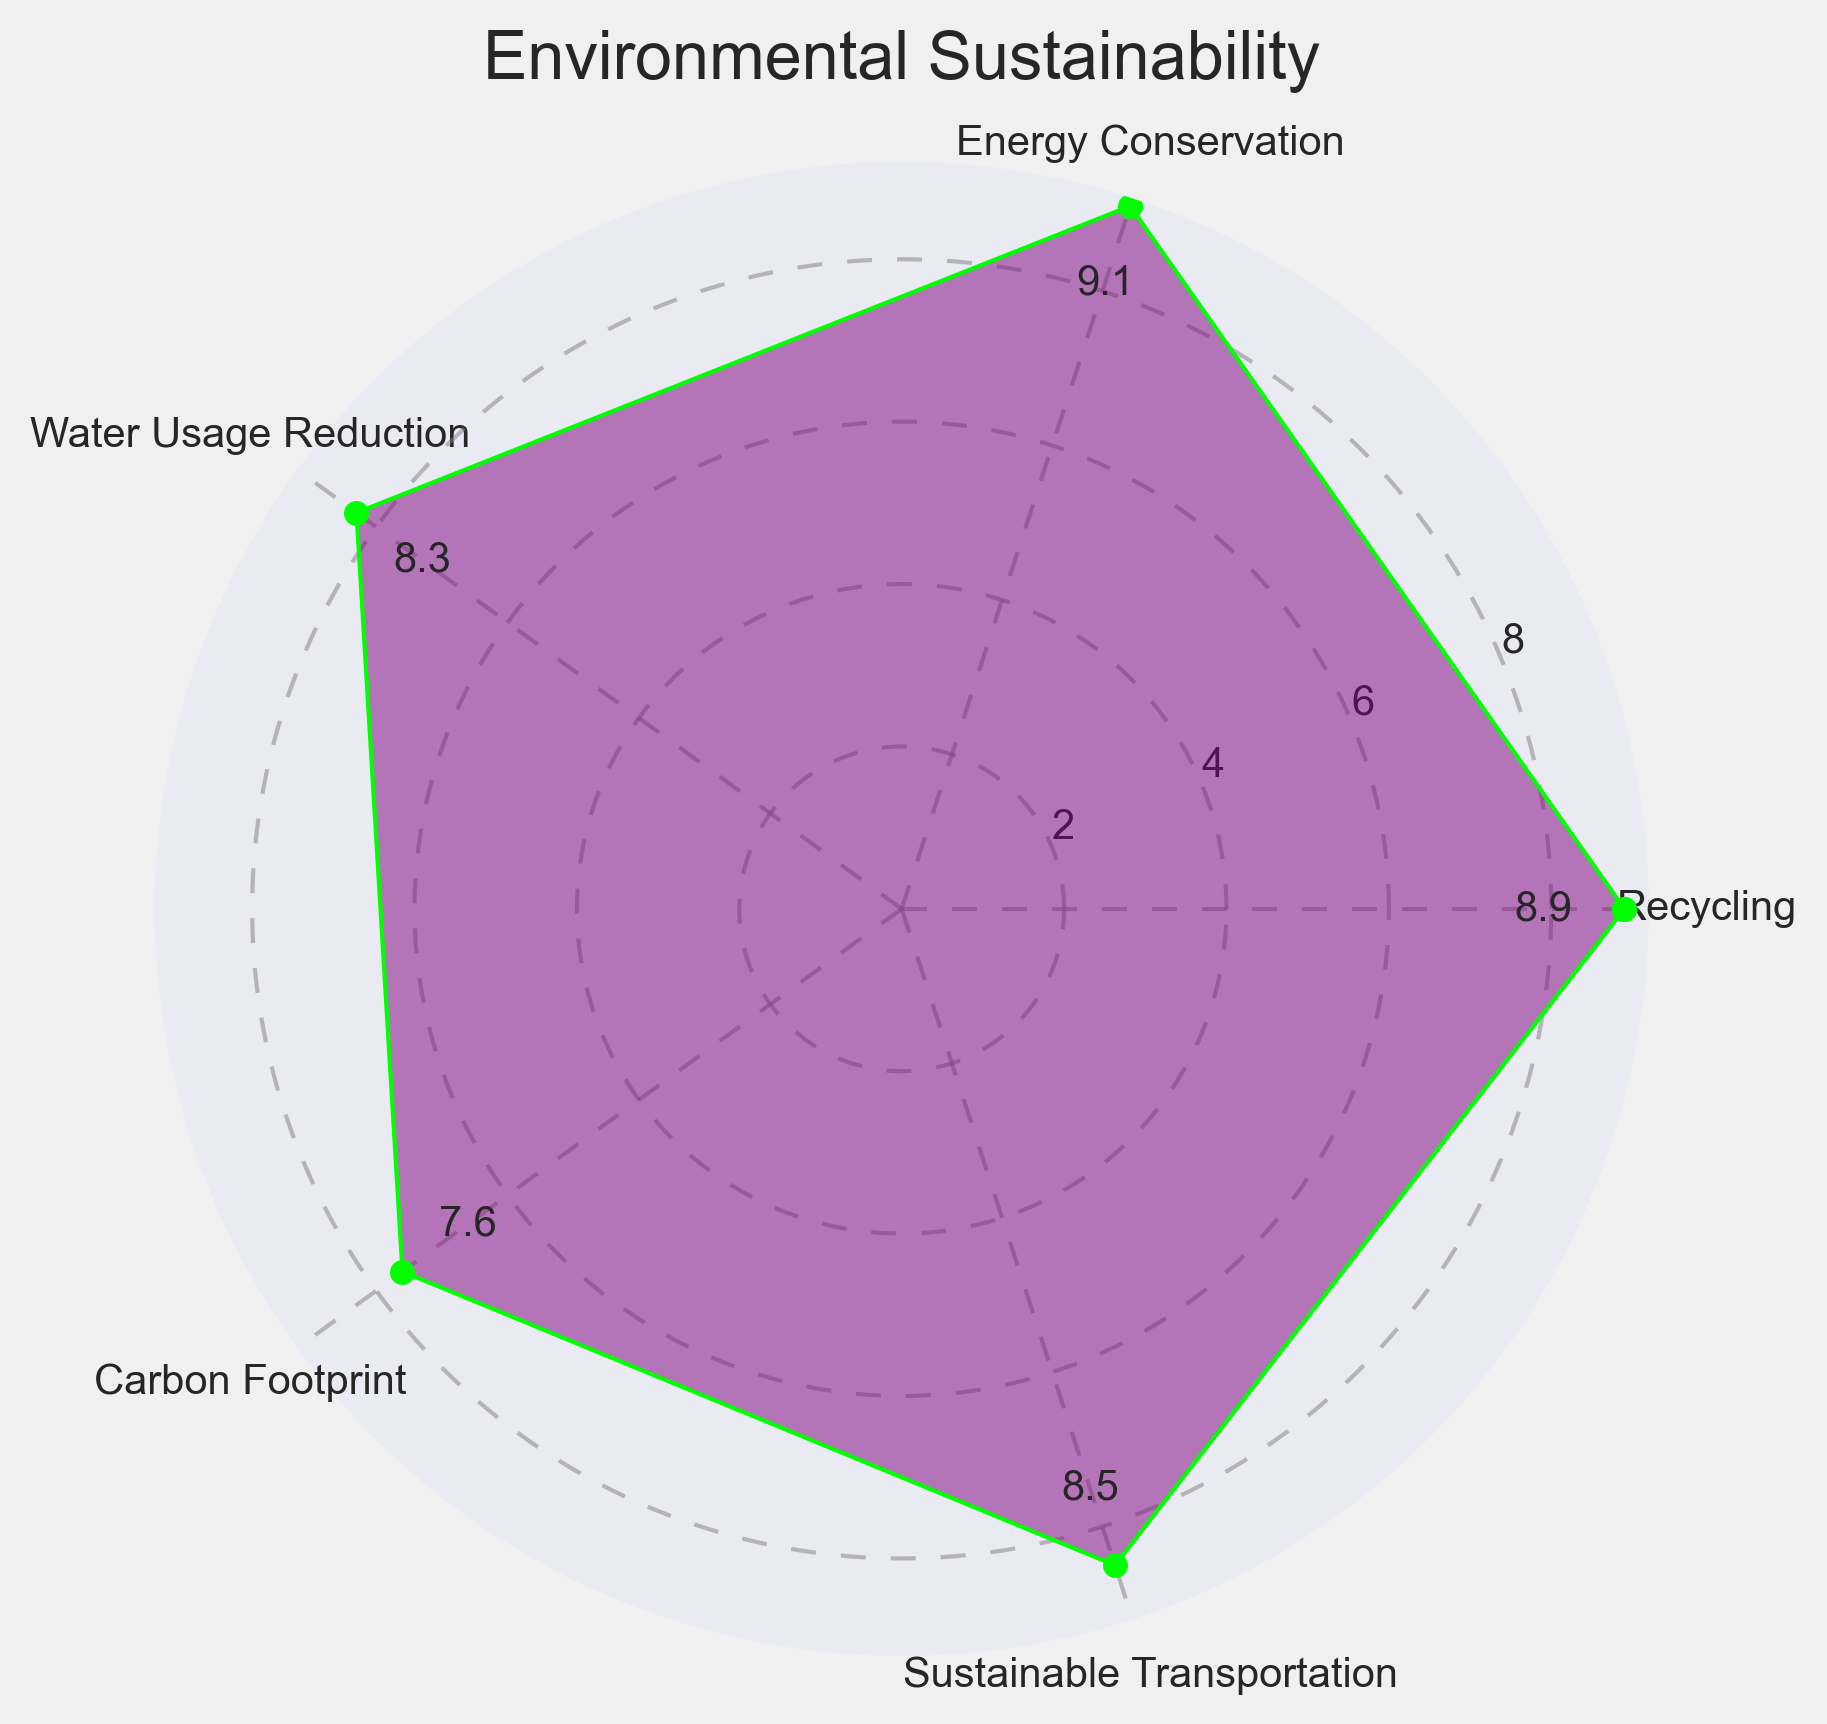 Environmental Sustainability
Energy Conservation
9.1
Water Usage Reduction
8.3
8
6
4
2
8.9
Recycling
7.6
Carbon Footprint
8.5
Sustainable Transportation